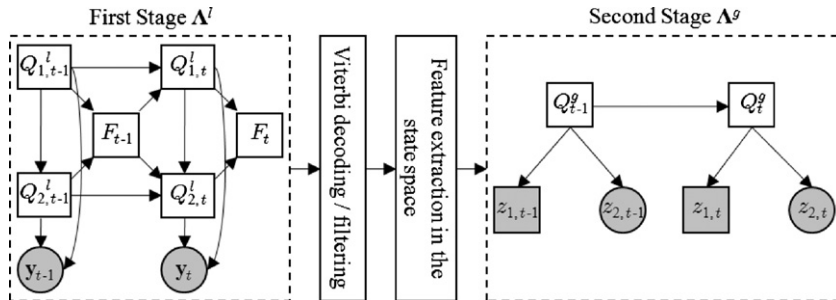 First Stage Λ^l
Second Stage Λ^g
Q^l_{1,t-1}
Q^l_{1,t}
F_{t-1}
F_t
Q^l_{2,t-1}
Q^l_{2,t}
y_{t-1}
y_t
Viterbi decoding / filtering
Feature extraction in the
state space
Q^g_{t-1}
Q^g_t
z_{1,t-1}
z_{2,t-1}
z_{1,t}
z_{2,t}